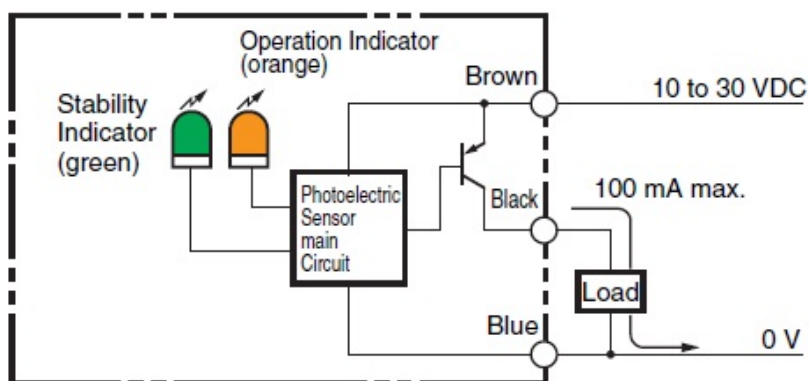 Operation Indicator
(orange)
Stability
Indicator
(green)
Brown
10 to 30 VDC
Photoelectric
Sensor
main
Circuit
Black
100 mA max.
Load
Blue
0 V